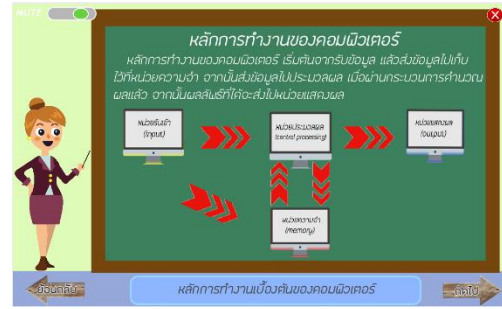 MUTE
หลักการทำงานของคอมพิวเตอร์
หลักการทำงานของคอมพิวเตอร์ เริ่มต้นจากรับข้อมูล แล้วส่งข้อมูลไปเก็บ
ไว้ที่หน่วยความจำ จากนั้นส่งข้อมูลไปประมวลผล เมื่อผ่านกระบวนการคำนวณ
ผลแล้ว จากนั้นผลลัพธ์ที่ได้จะส่งไปหน่วยแสดงผล
หน่วยรับเข้า
(input)
หน่วยประมวลผล
(central processing)
หน่วยแสดงผล
(output)
หน่วยความจำ
(memory)
ย้อนกลับ
หลักการทำงานเบื้องต้นของคอมพิวเตอร์
ถัดไป